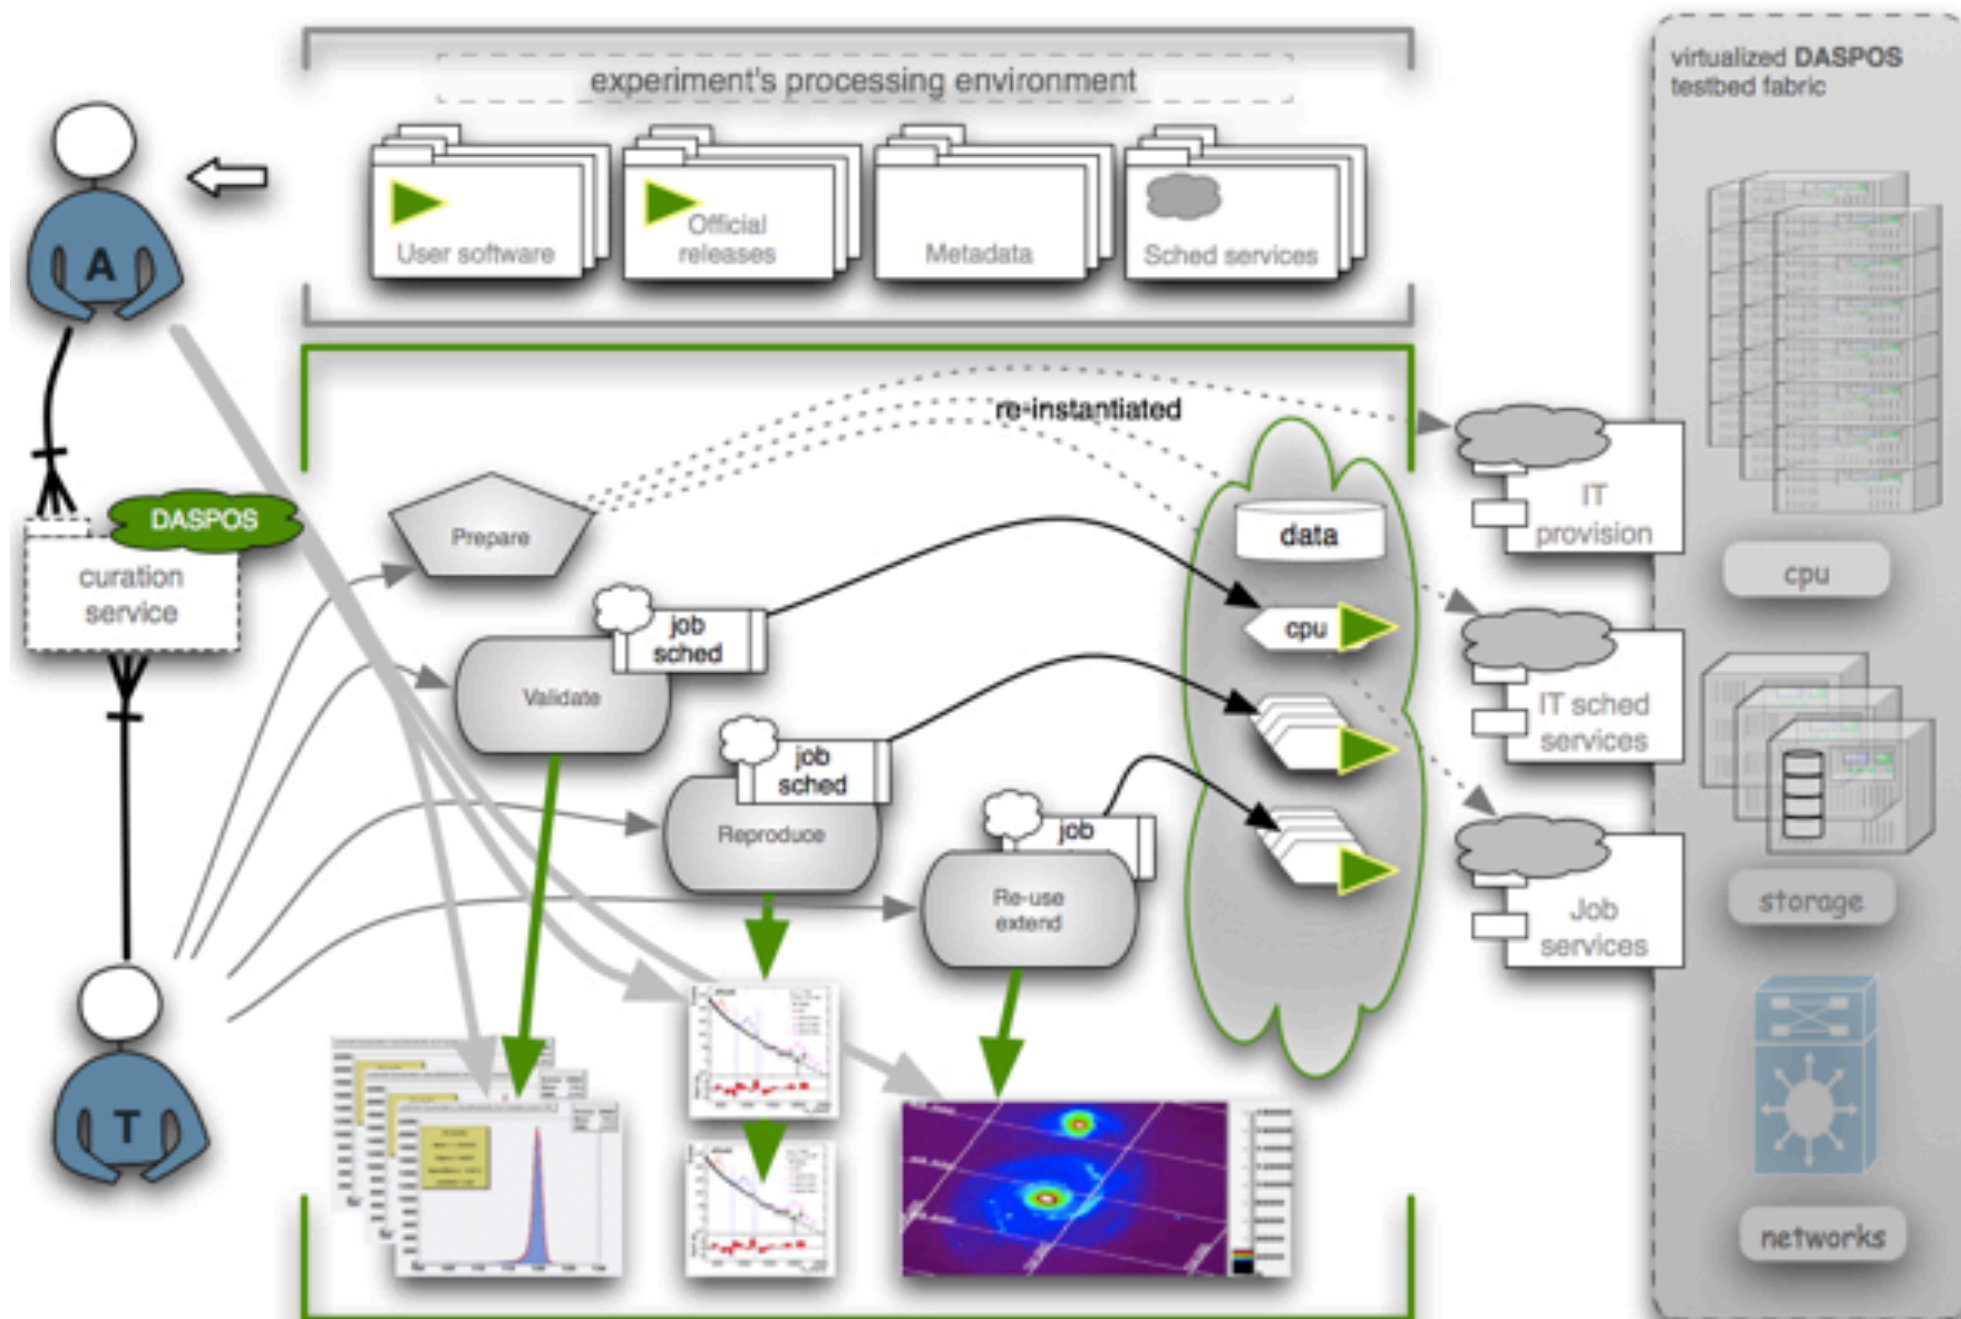 experiment's processing environment
virtualized DASPOS
testbed fabric
User software
Official
releases
Metadata
Sched services
A
re-instantiated
DASPOS
curation
service
Prepare
data
IT
provision
cpu
job
sched
Validate
cpu
job
sched
Reproduce
IT sched
services
job
Re-use
extend
Job
services
storage
T
networks